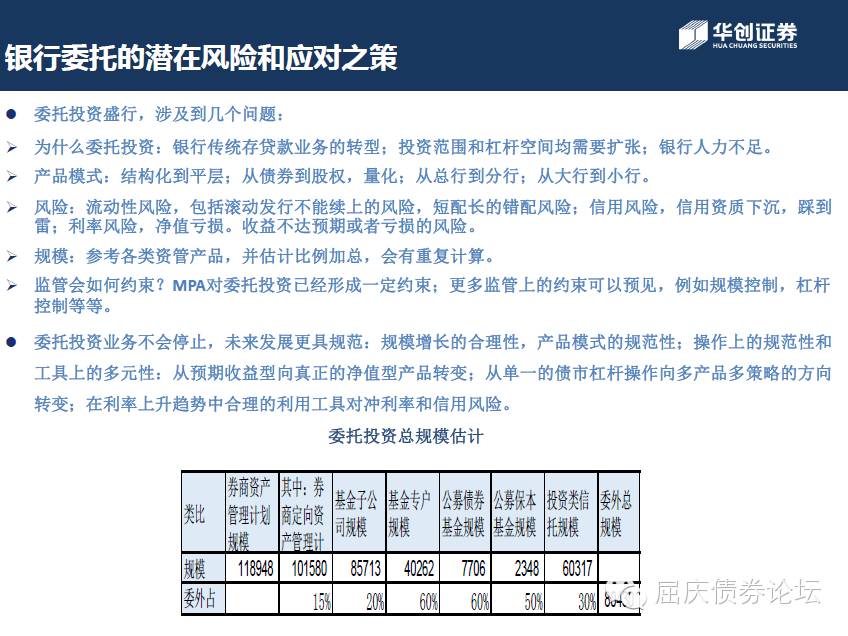 银行委托的潜在风险和应对之策
华创证券
HUA CHUANG SECURITIES
委托投资盛行，涉及到几个问题：
为什么委托投资：银行传统存贷款业务的转型；投资范围和杠杆空间均需要扩张；银行人力不足。
产品模式：结构化到平层；从债券到股权，量化；从总行到分行；从大行到小行。
风险：流动性风险，包括滚动发行不能续上的风险，短配长的错配风险；信用风险，信用资质下沉，踩到
雷；利率风险，净值亏损。收益不达预期或者亏损的风险。
规模：参考各类资管产品，并估计比例加总，会有重复计算。
监管会如何约束？MPA对委托投资已经形成一定约束；更多监管上的约束可以预见，例如规模控制，杠杆
控制等等。
委托投资业务不会停止，未来发展更具规范：规模增长的合理性，产品模式的规范性；操作上的规范性和
工具上的多元性：从预期收益型向真正的净值型产品转变；从单一的债市杠杆操作向多产品多策略的方向
转变；在利率上升趋势中合理的利用工具对冲利率和信用风险。
委托投资总规模估计
类比 券商资产管理计划规模 其中：券商定向资产管理计 基金子公司规模 基金专户规模 公募债券基金规模 公募保本基金规模 投资类信托规模 委外总规模
规模 118948 101580 85713 40262 7706 2348 60317
委外占 15% 20% 60% 60% 50% 30%
屈庆债券论坛